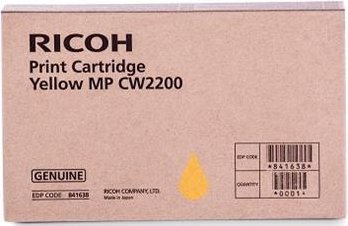 RICOH
Print Cartridge
Yellow MP CW2200
GENUINE
EDP CODE 841638
RICOH COMPANY, LTD.
Made in Japan
EDP CODE
*841638*
QUANTITY
*0001*